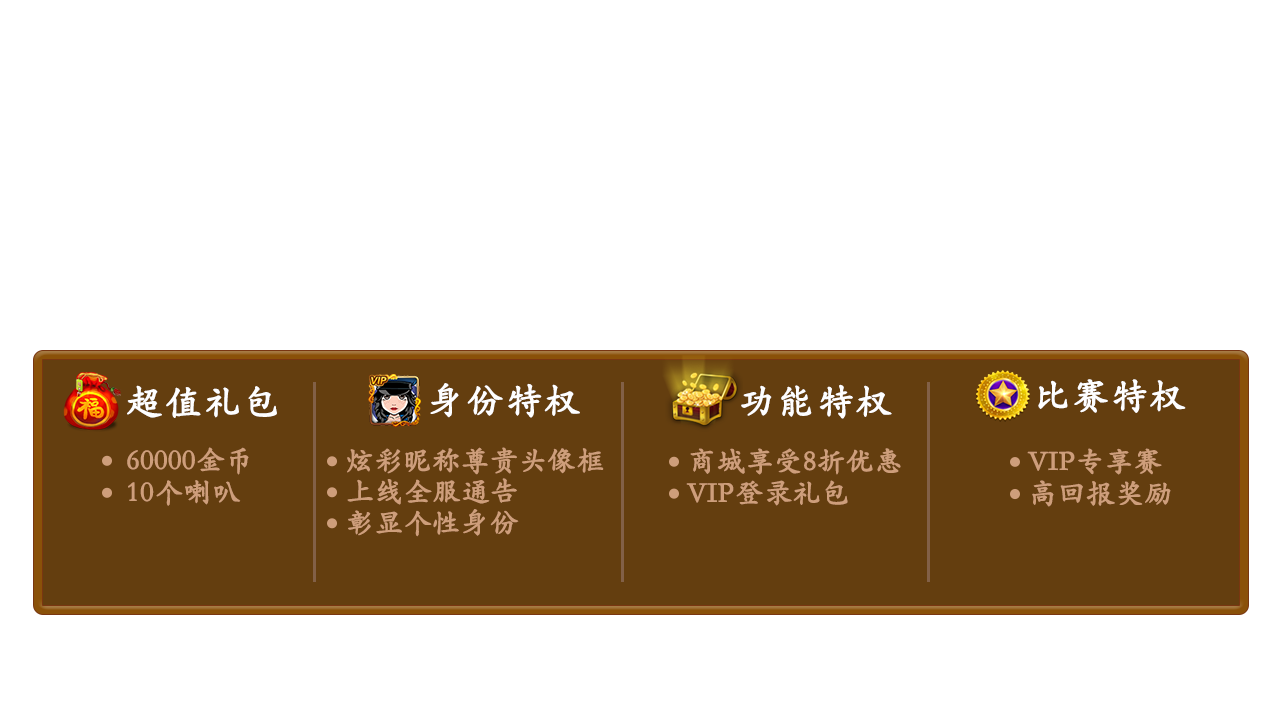 福
超值礼包
60000金币
10个喇叭
VIP
身份特权
炫彩昵称尊贵头像框
上线全服通告
彰显个性身份
功能特权
商城享受8折优惠
VIP登录礼包
比赛特权
VIP专享赛
高回报奖励